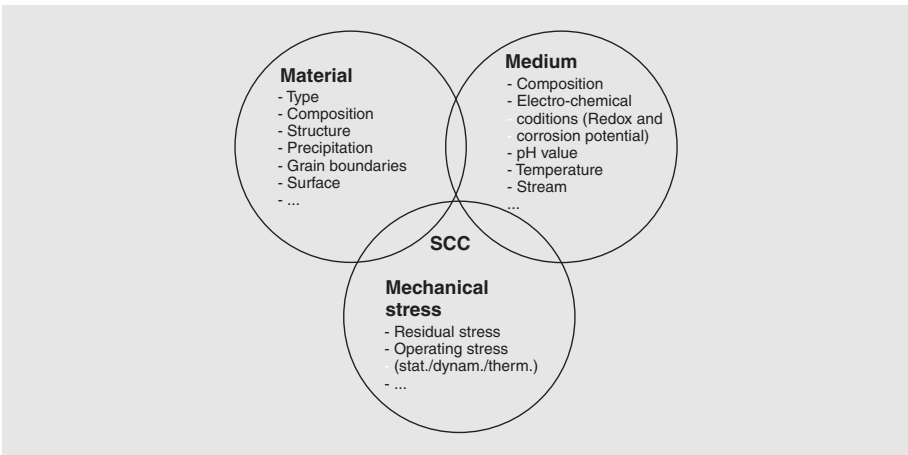 Material
- Type
- Composition
- Structure
- Precipitation
- Grain boundaries
- Surface
- ...
Medium
- Composition
- Electro-chemical
- coditions (Redox and
- corrosion potential)
- pH value
- Temperature
- Stream
...
SCC
Mechanical
stress
- Residual stress
- Operating stress
- (stat./dynam./therm.)
- ...